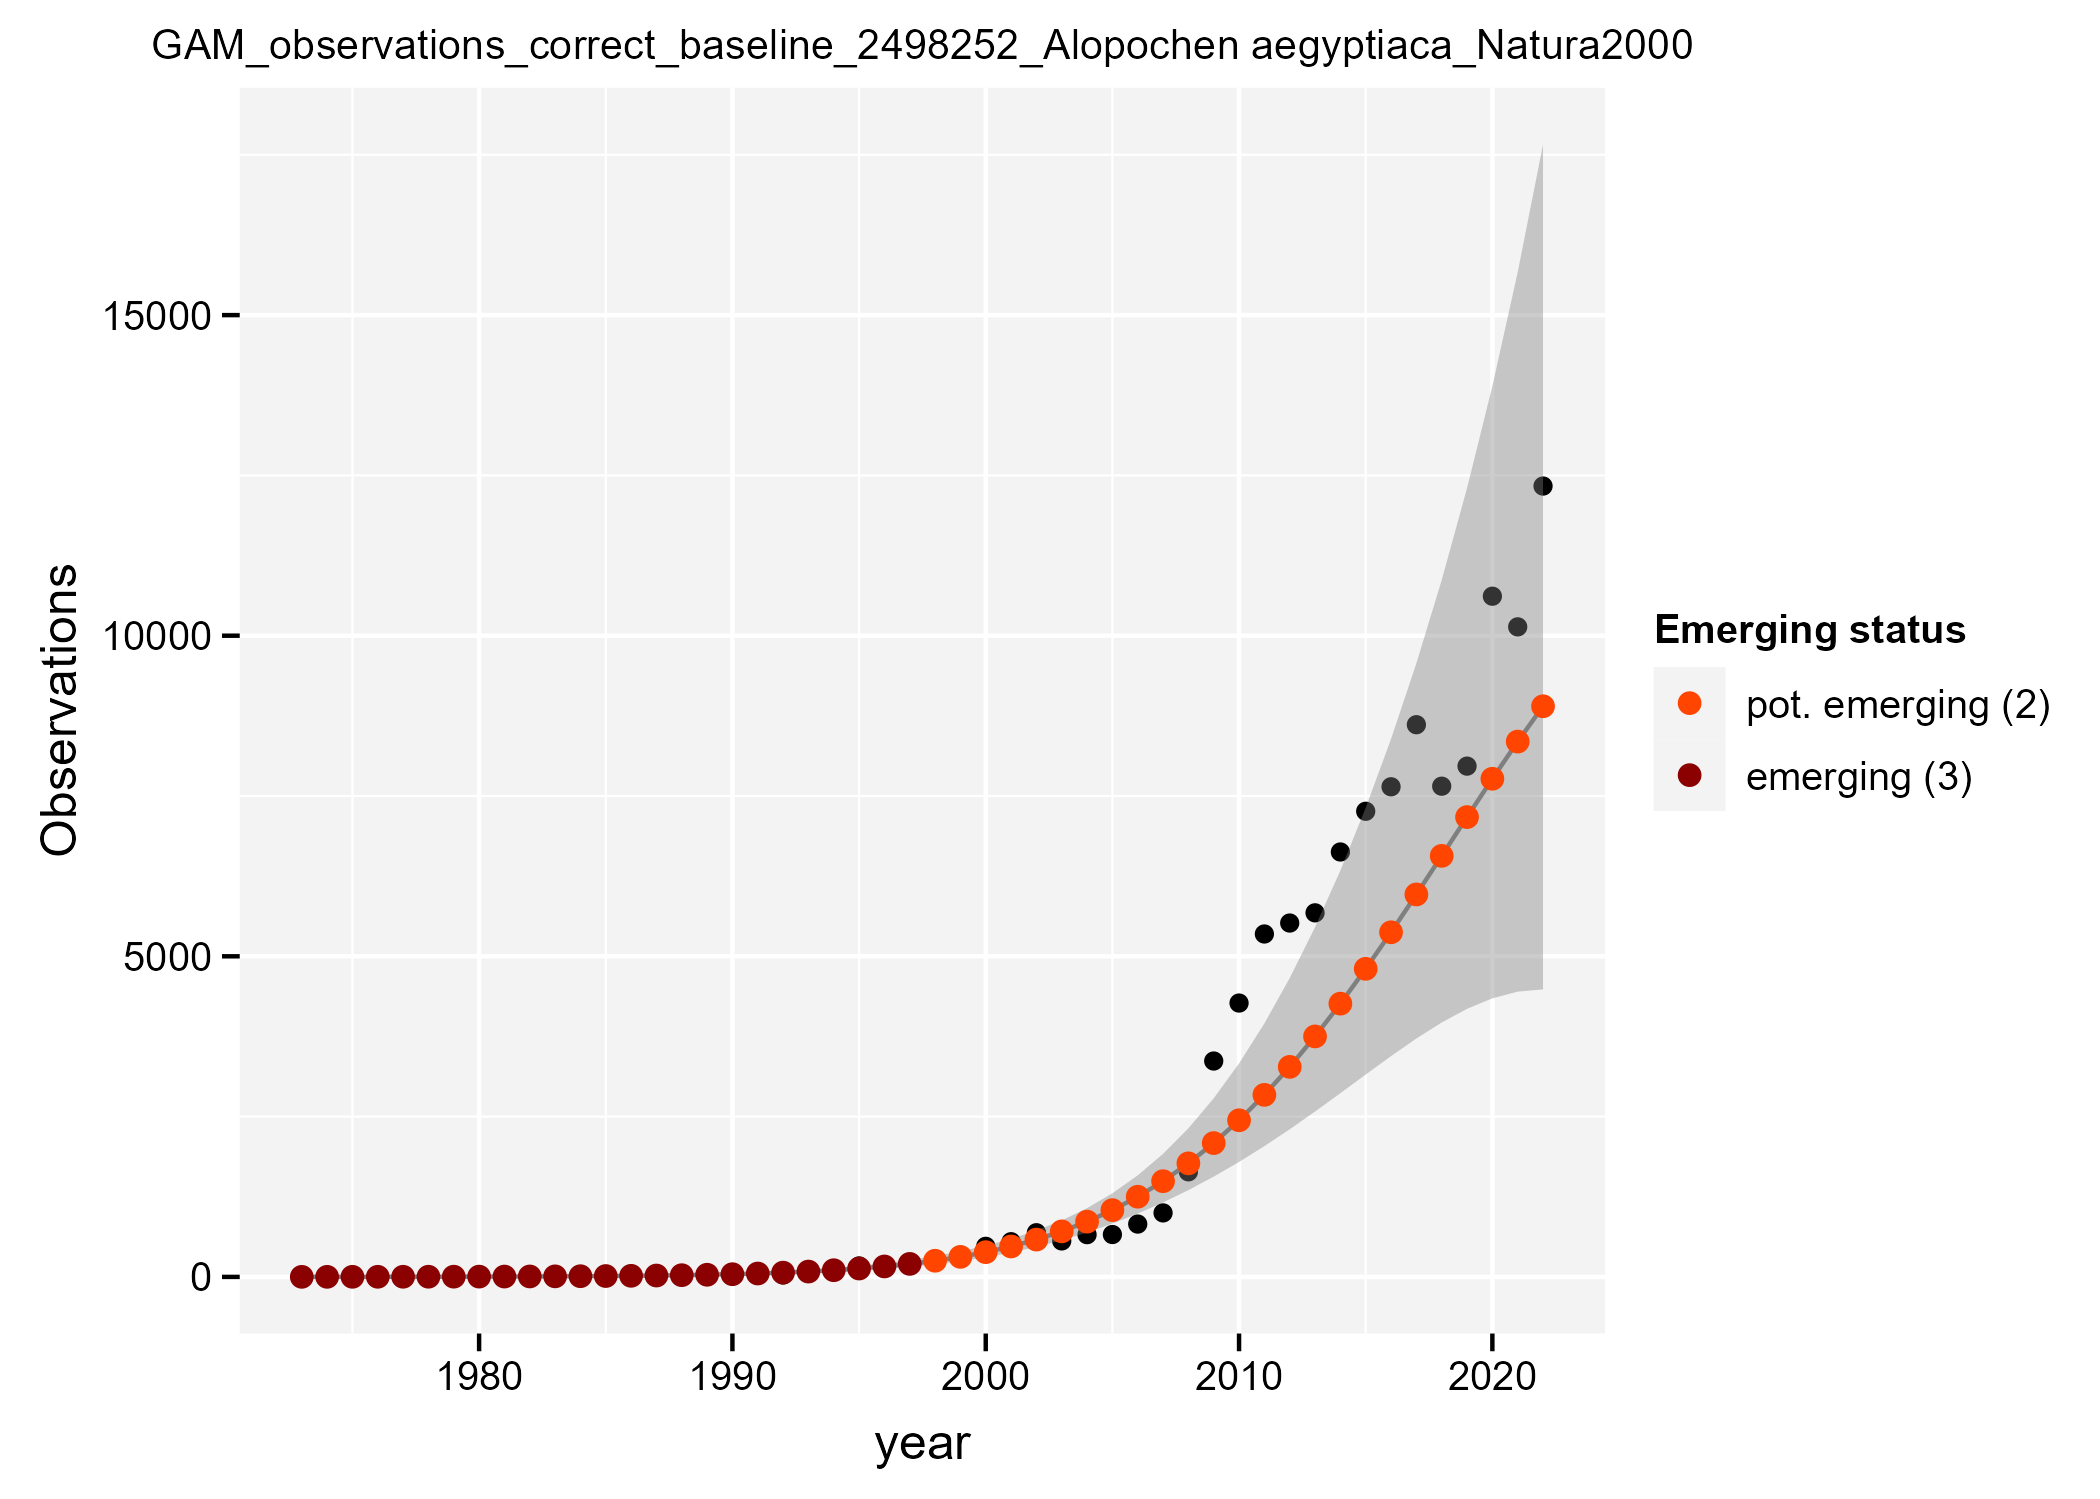 GAM_observations_correct_baseline_2498252_Alopochen aegyptiaca_Natura2000
Observations
15000
10000
5000
0
1980
1990
2000
2010
2020
year
Emerging status
pot. emerging (2)
emerging (3)